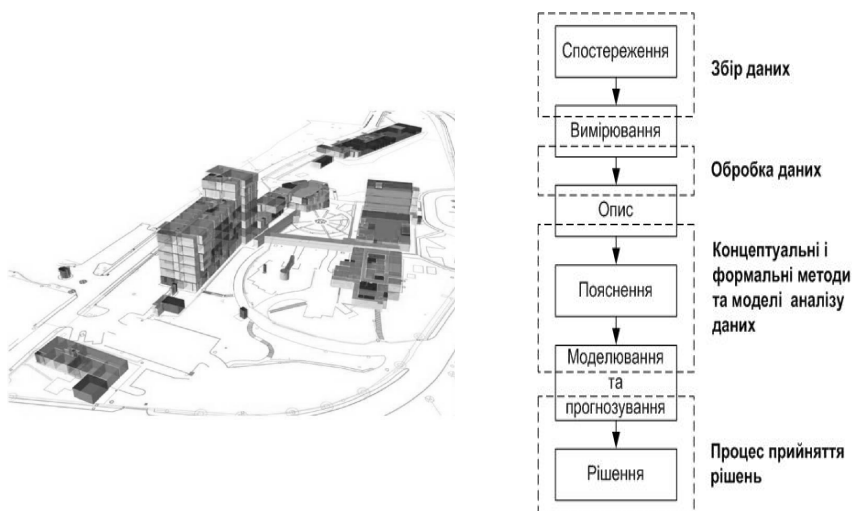 Спостереження
Збір даних
Вимірювання
Обробка даних
Опис
Концептуальні і
формальні методи
та моделі аналізу
даних
Пояснення
Моделювання
та
прогнозування
Процес прийняття
рішень
Рішення